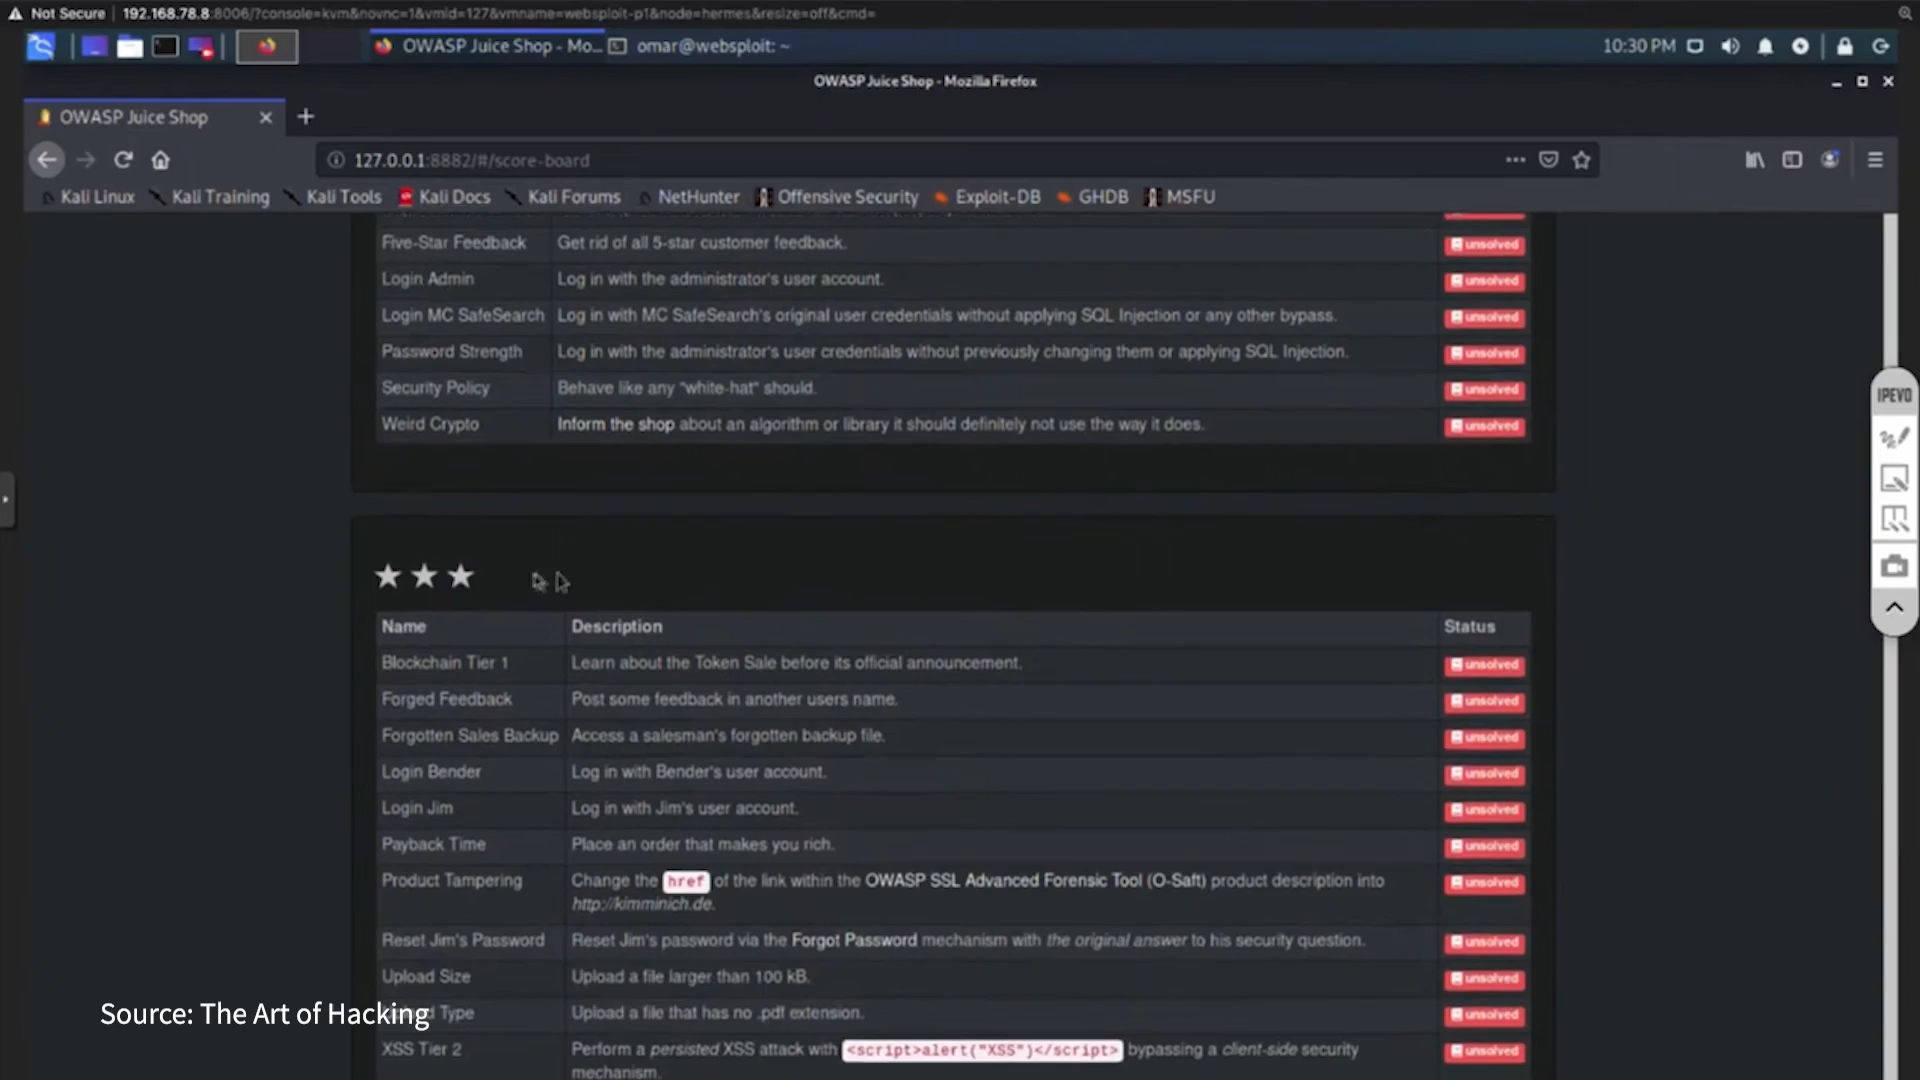 Not Secure | 192.168.78.8:8006/?console=kvm&novnc=1&vmid=127&vmname=websploit-p1&node=hermes&resize=off&cmd=
OWASP Juice Shop - Mo... omar@websploit: ~ 10:30 PM
OWASP Juice Shop - Mozilla Firefox
OWASP Juice Shop
127.0.0.1:8882/#/score-board
Kali Linux Kali Training Kali Tools Kali Docs Kali Forums NetHunter Offensive Security Exploit-DB GHDB MSFU
Five-Star Feedback Get rid of all 5-star customer feedback. unsolved
Login Admin Log in with the administrator's user account. unsolved
Login MC SafeSearch Log in with MC SafeSearch's original user credentials without applying SQL Injection or any other bypass. unsolved
Password Strength Log in with the administrator's user credentials without previously changing them or applying SQL Injection. unsolved
IPEVO
Security Policy Behave like any "white-hat" should. unsolved
Weird Crypto Inform the shop about an algorithm or library it should definitely not use the way it does. unsolved
Name Description Status
Blockchain Tier 1 Learn about the Token Sale before its official announcement. unsolved
Forged Feedback Post some feedback in another users name. unsolved
Forgotten Sales Backup Access a salesman's forgotten backup file. unsolved
Login Bender Log in with Bender's user account. unsolved
Login Jim Log in with Jim's user account. unsolved
Payback Time Place an order that makes you rich. unsolved
Product Tampering Change the href of the link within the OWASP SSL Advanced Forensic Tool (O-Saft) product description into unsolved
http://kimminich.de.
Reset Jim's Password Reset Jim's password via the Forgot Password mechanism with the original answer to his security question. unsolved
Upload Size Upload a file larger than 100 kB. unsolved
Type Upload a file that has no .pdf extension. unsolved
Source: The Art of Hacking
XSS Tier 2 Perform a persisted XSS attack with <script>alert("XSS")</script> bypassing a client-side security unsolved
mechanism.